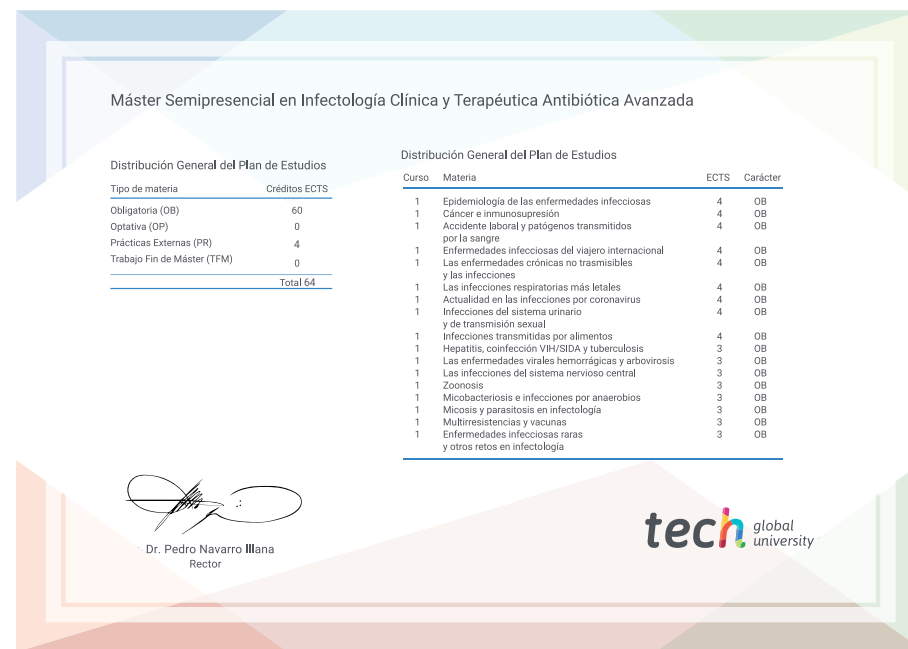 Máster Semipresencial en Infectología Clínica y Terapéutica Antibiótica Avanzada
Distribución General del Plan de Estudios
Tipo de materia Créditos ECTS
Obligatoria (OB) 60
Optativa (OP) 0
Prácticas Externas (PR) 4
Trabajo Fin de Máster (TFM) 0
Total 64
Distribución General del Plan de Estudios
Curso Materia ECTS Carácter
1 Epidemiología de las enfermedades infecciosas 4 OB
1 Cáncer e inmunosupresión 4 OB
1 Accidente laboral y patógenos transmitidos 4 OB
por la sangre
1 Enfermedades infecciosas del viajero internacional 4 OB
1 Las enfermedades crónicas no trasmisibles 4 OB
y las infecciones
1 Las infecciones respiratorias más letales 4 OB
1 Actualidad en las infecciones por coronavirus 4 OB
1 Infecciones del sistema urinario 4 OB
y de transmisión sexual
1 Infecciones transmitidas por alimentos 4 OB
1 Hepatitis, coinfección VIH/SIDA y tuberculosis 3 OB
1 Las enfermedades virales hemorrágicas y arbovirosis 3 OB
1 Las infecciones del sistema nervioso central 3 OB
1 Zoonosis 3 OB
1 Micobacteriosis e infecciones por anaerobios 3 OB
1 Micosis y parasitosis en infectología 3 OB
1 Multirresistencias y vacunas 3 OB
1 Enfermedades infecciosas raras 3 OB
y otros retos en infectología
Dr. Pedro Navarro Illana
Rector
tech global
university